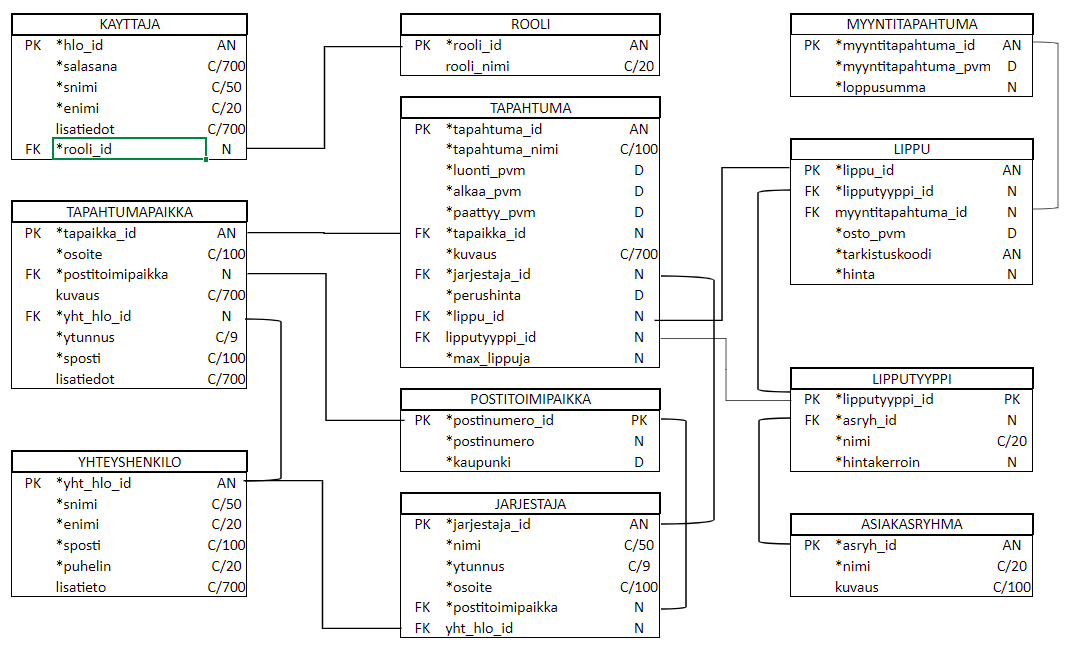 KAYTTAJA
PK *hlo_id AN
*salasana C/700
*snimi C/50
*enimi C/20
lisatiedot C/700
FK *rooli_id N
TAPAHTUMAPAIKKA
PK *tapaikka_id AN
*osoite C/100
FK *postitoimipaikka N
kuvaus C/700
FK *yht_hlo_id N
*ytunnus C/9
*sposti C/100
lisatiedot C/700
YHTEYSHENKILO
PK *yht_hlo_id AN
*snimi C/50
*enimi C/20
*sposti C/100
*puhelin C/20
lisatieto C/700
ROOLI
PK *rooli_id AN
rooli_nimi C/20
TAPAHTUMA
PK *tapahtuma_id AN
*tapahtuma_nimi C/100
*luonti_pvm D
*alkaa_pvm D
*paattyy_pvm D
FK *tapaikka_id N
*kuvaus C/700
FK *jarjestaja_id N
*perushinta D
FK *lippu_id N
FK lipputyyppi_id N
*max_lippuja N
POSTITOIMIPAIKKA
PK *postinumero_id PK
*postinumero N
*kaupunki D
JARJESTAJA
PK *jarjestaja_id AN
*nimi C/50
*ytunnus C/9
*osoite C/100
FK *postitoimipaikka N
FK yht_hlo_id N
MYYNTITAPAHTUMA
PK *myyntitapahtuma_id AN
*myyntitapahtuma_pvm D
*loppusumma N
LIPPU
PK *lippu_id AN
FK *lipputyyppi_id N
FK myyntitapahtuma_id N
*osto_pvm D
*tarkistuskoodi AN
*hinta N
LIPPUTYYPPI
PK *lipputyyppi_id PK
FK *asryh_id N
*nimi C/20
*hintakerroin N
ASIAKASRYHMA
PK *asryh_id AN
*nimi C/20
kuvaus C/100